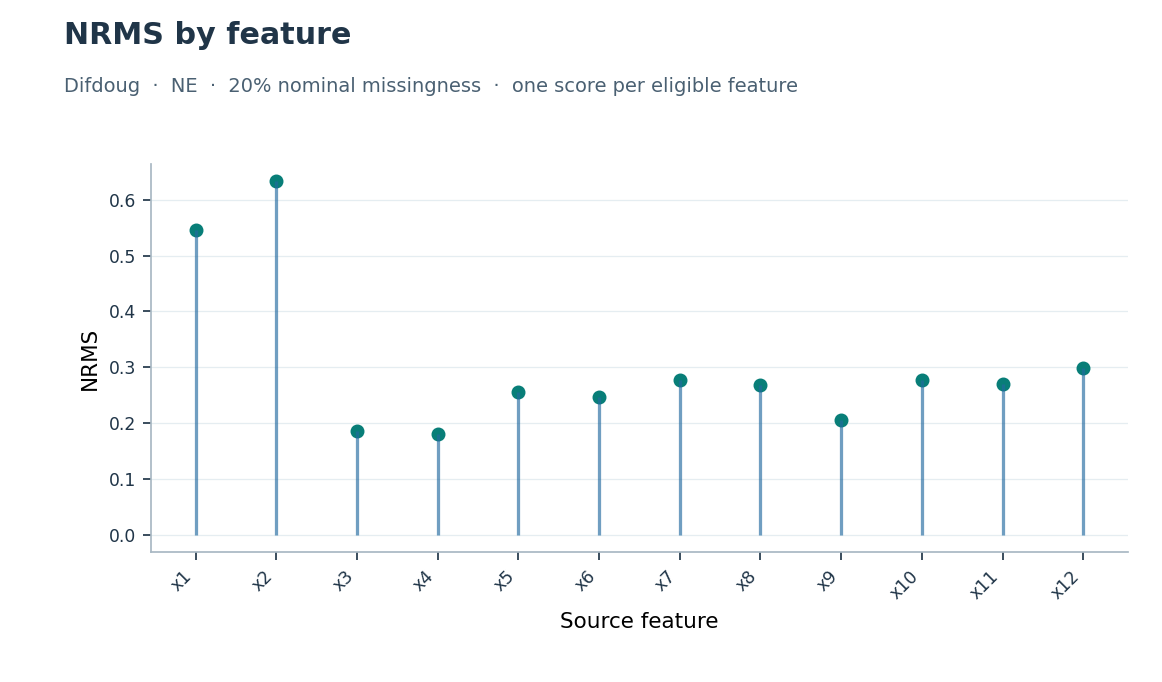 NRMS by feature
Difdoug · NE · 20% nominal missingness · one score per eligible feature
NRMS
0.6
0.5
0.4
0.3
0.2
0.1
0.0
x1 x2 x3 x4 x5 x6 x7 x8 x9 x10 x11 x12
Source feature